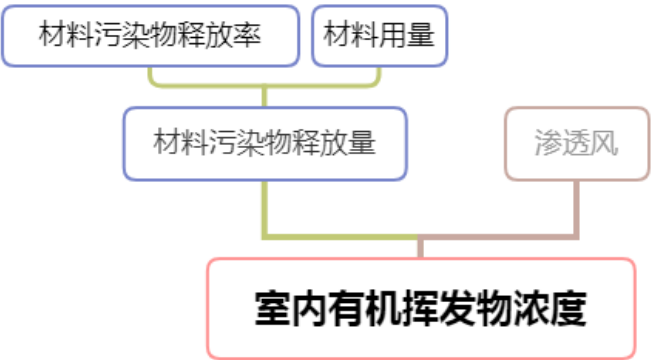 材料污染物释放率
材料用量
材料污染物释放量
渗透风
室内有机挥发物浓度